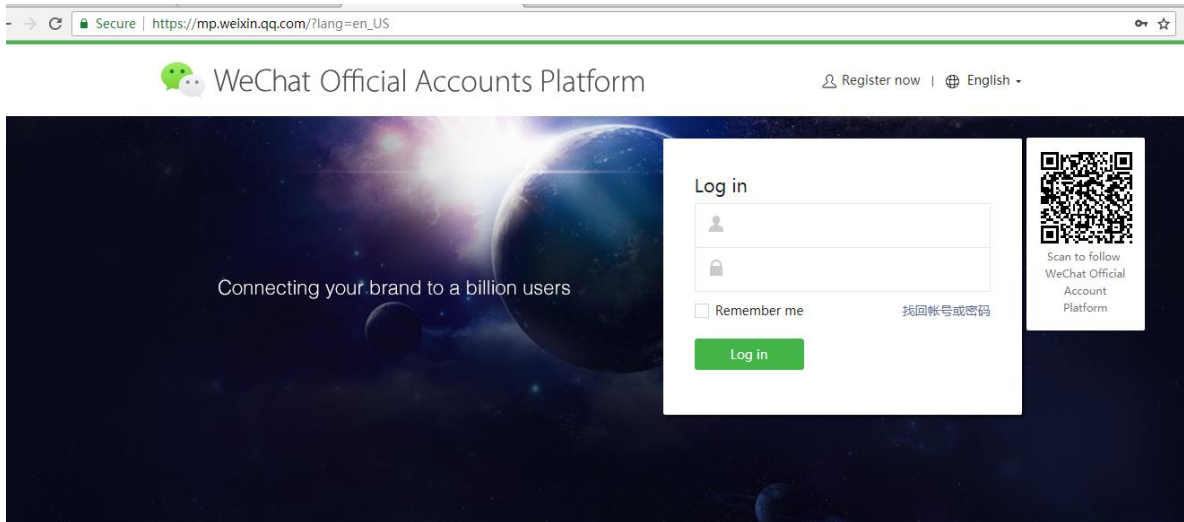 Secure | https://mp.weixin.qq.com/?lang=en_US
WeChat Official Accounts Platform
Register now | English
Log in
Connecting your brand to a billion users
Remember me 找回帐号或密码
Log in
Scan to follow
WeChat Official
Account
Platform